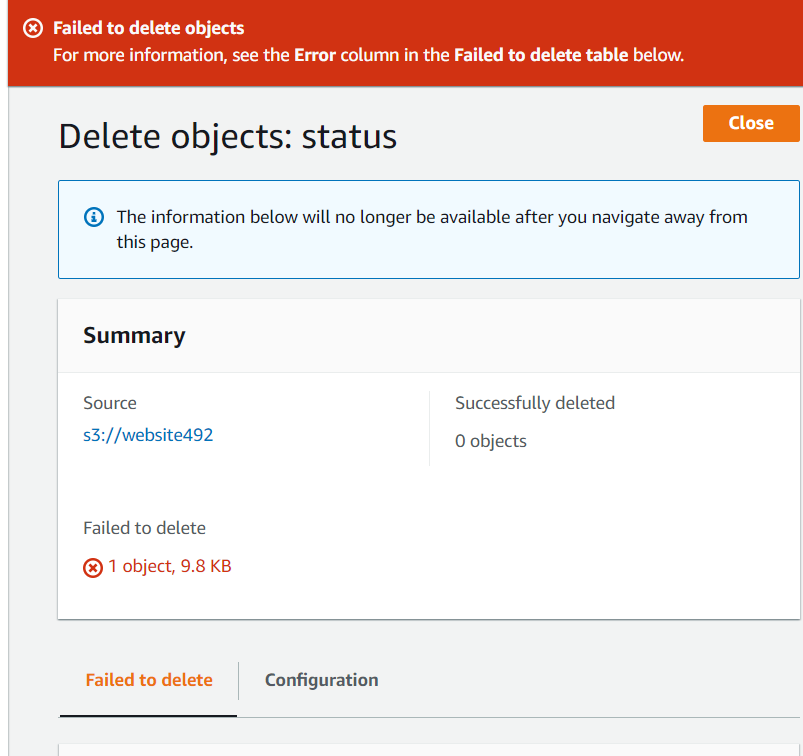 Failed to delete objects
For more information, see the Error column in the Failed to delete table below.
Delete objects: status
Close
The information below will no longer be available after you navigate away from
this page.
Summary
Source
s3://website492
Successfully deleted
0 objects
Failed to delete
1 object, 9.8 KB
Failed to delete
Configuration